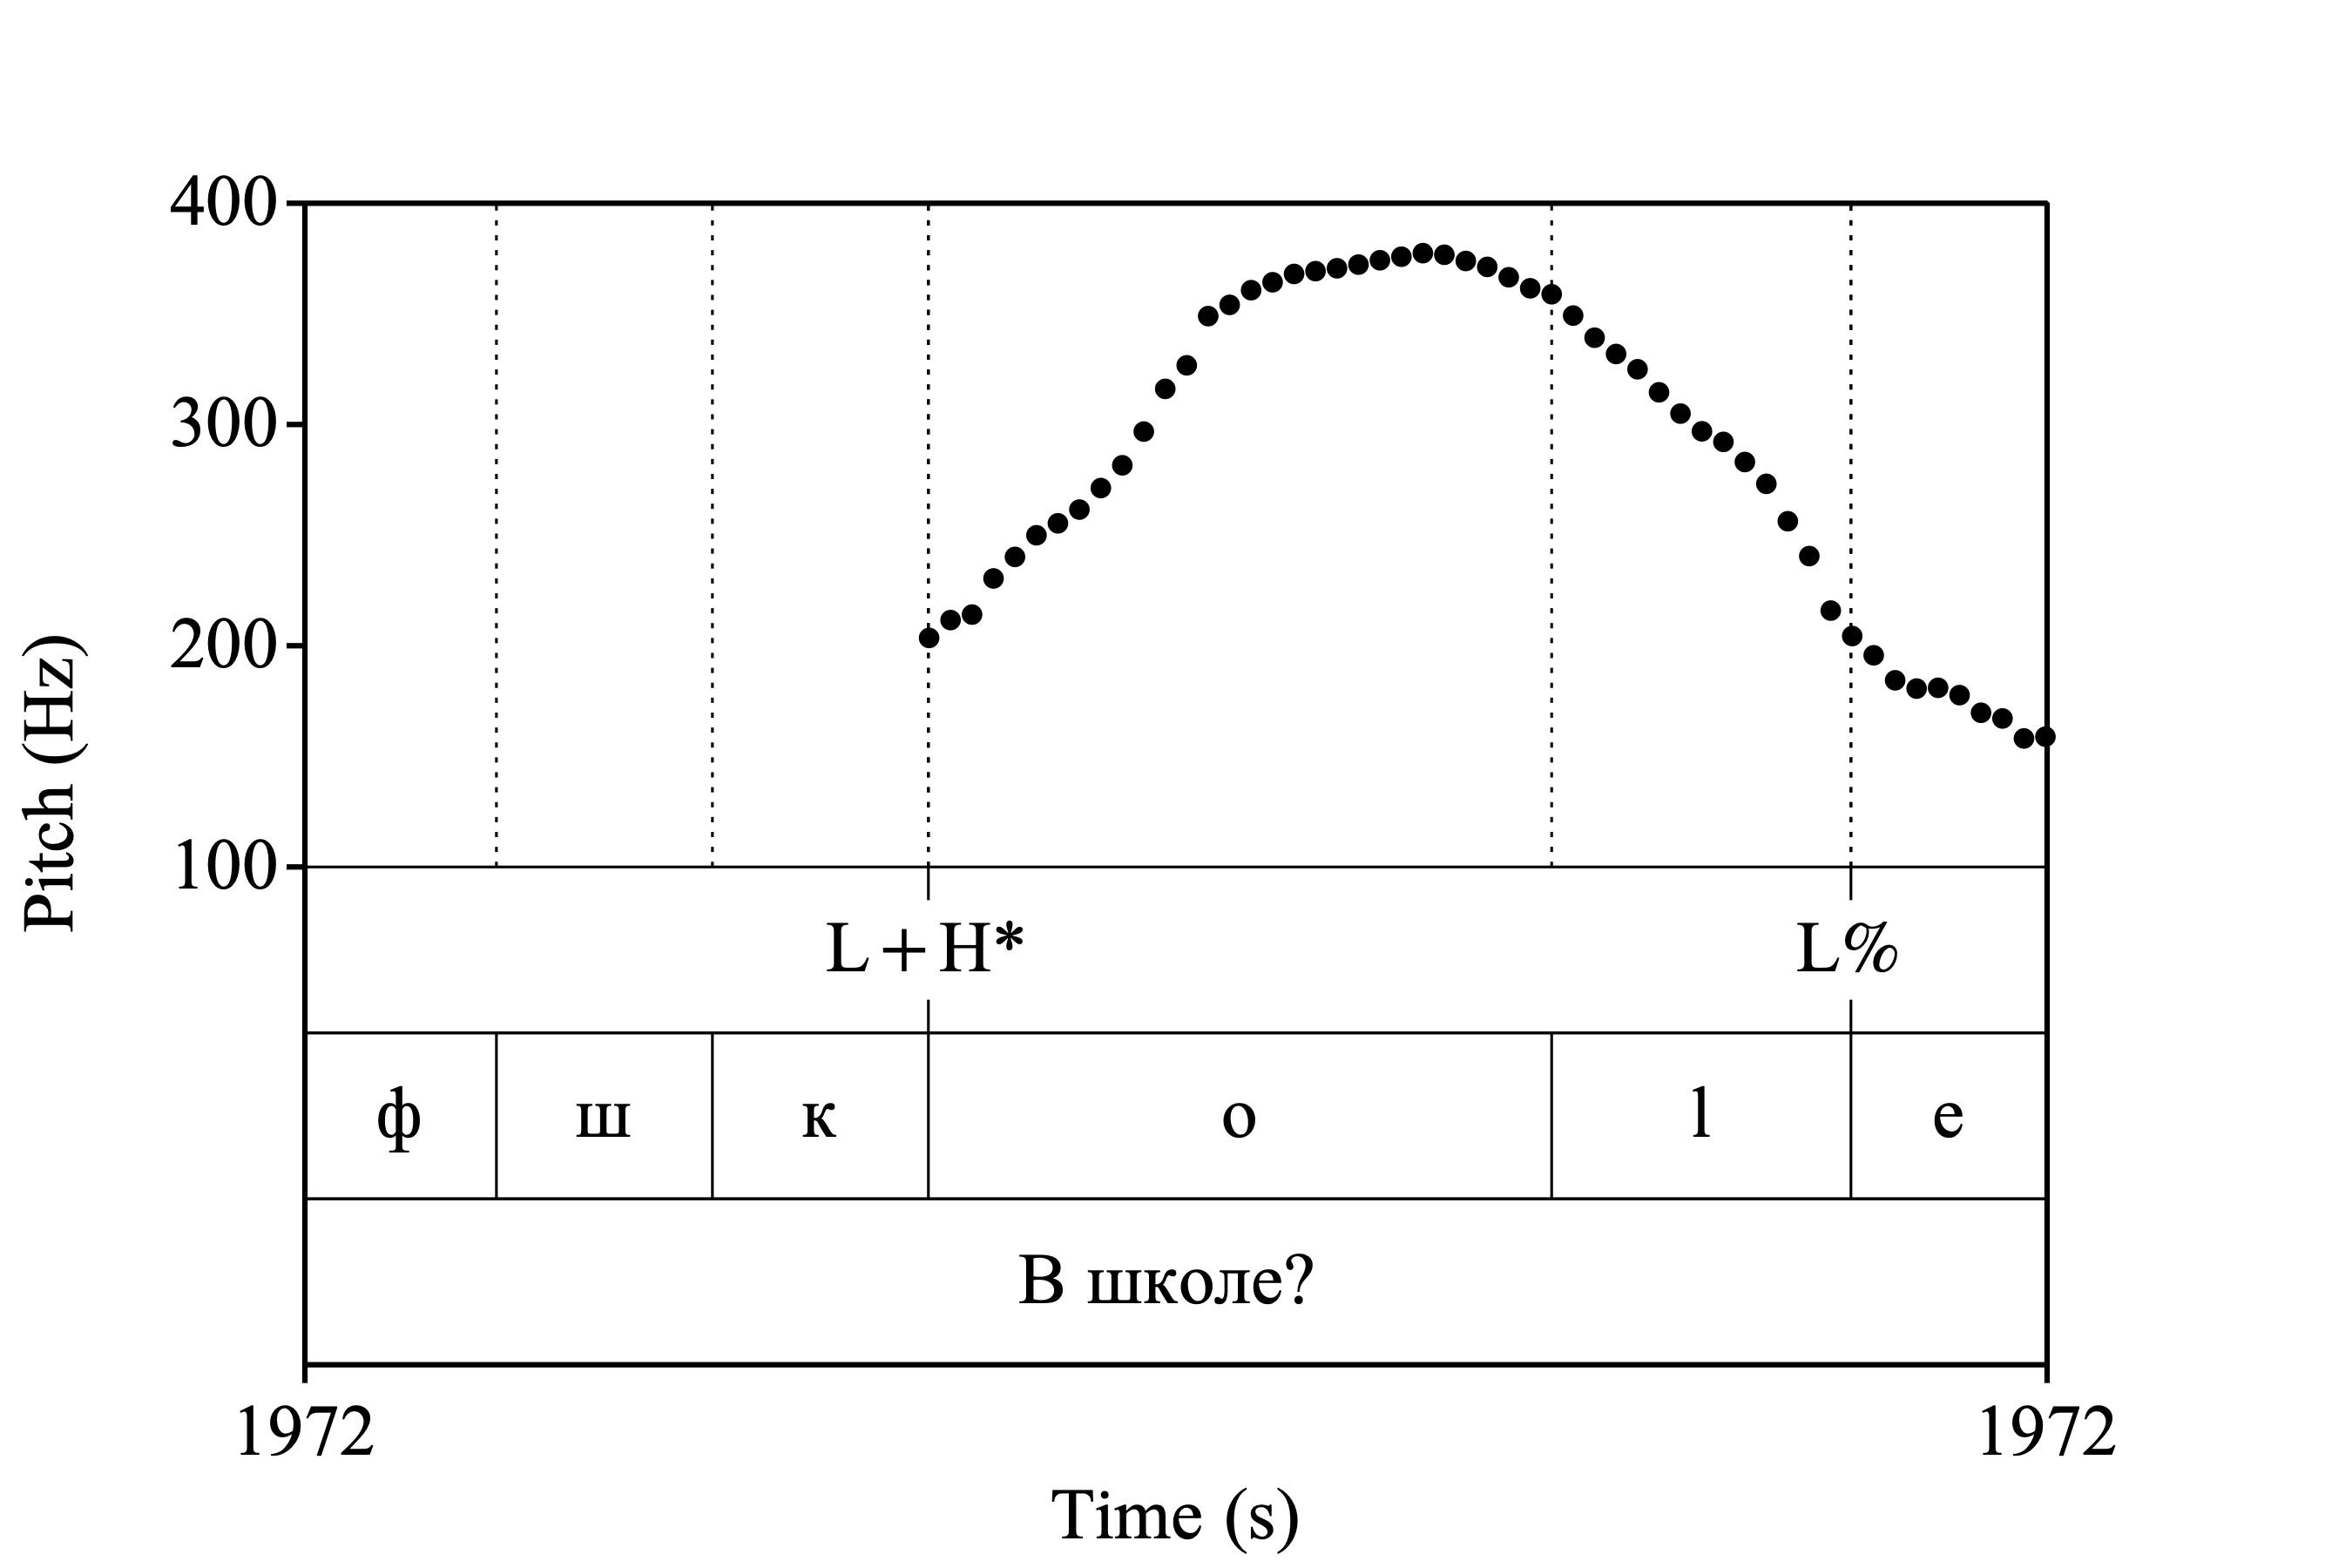 400
300
200
100
Pitch (Hz)
L+H* L%
ф ш к о l е
В школе?
1972 1972
Time (s)